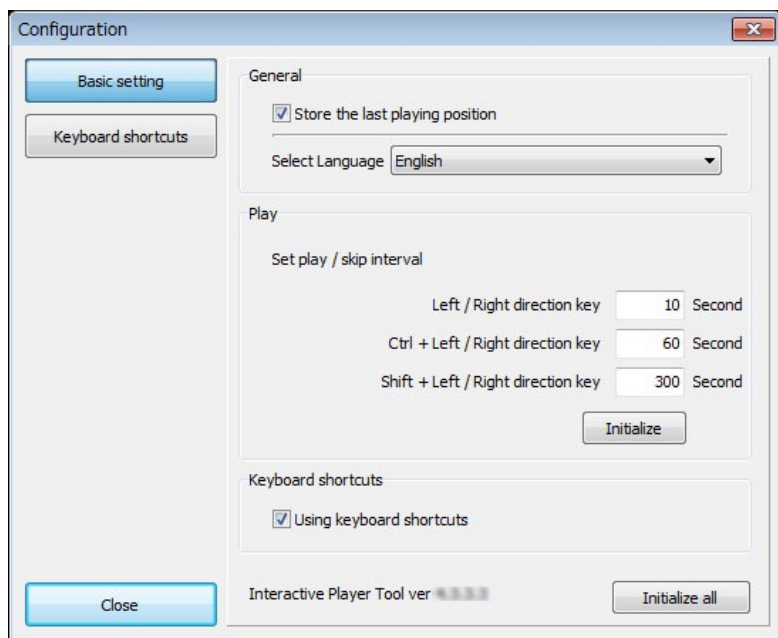 Configuration
Basic setting
Keyboard shortcuts
General
Store the last playing position
Select Language English
Play
Set play / skip interval
Left / Right direction key 10 Second
Ctrl + Left / Right direction key 60 Second
Shift + Left / Right direction key 300 Second
Initialize
Keyboard shortcuts
Using keyboard shortcuts
Interactive Player Tool ver
Initialize all
Close